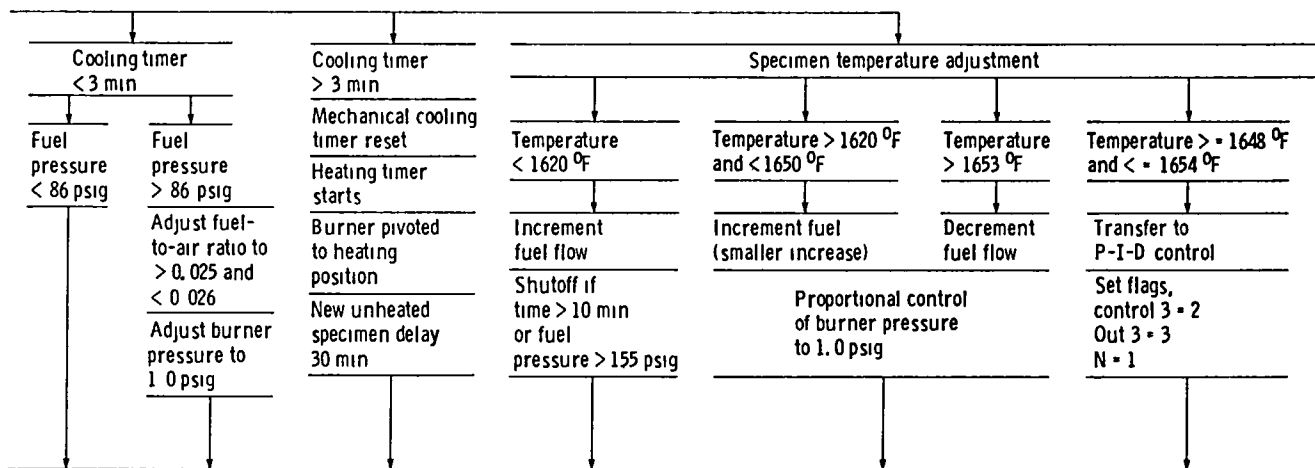 Cooling timer
< 3 min
Fuel
pressure
< 86 psig
Fuel
pressure
> 86 psig
Adjust fuel-
to-air ratio to
> 0.025 and
< 0 026
Adjust burner
pressure to
1 0 psig
Cooling timer
> 3 min
Mechanical cooling
timer reset
Heating timer
starts
Burner pivoted
to heating
position
New unheated
specimen delay
30 min
Specimen temperature adjustment
Temperature
< 1620 °F
Increment
fuel flow
Shutoff if
time > 10 min
or fuel
pressure > 155 psig
Temperature > 1620 °F
and < 1650 °F
Increment fuel
(smaller increase)
Temperature
> 1653 °F
Decrement
fuel flow
Proportional control
of burner pressure
to 1.0 psig
Temperature > = 1648 °F
and < = 1654 °F
Transfer to
P-I-D control
Set flags,
control 3 = 2
Out 3 = 3
N = 1